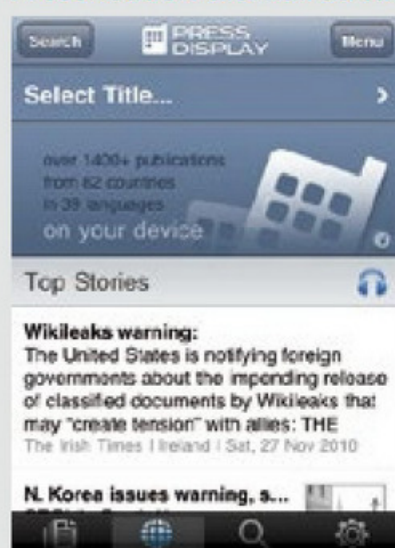 Search
PRESS
DISPLAY
Menu
Select Title...
over 1400+ publications
from 82 countries
in 39 languages
on your device
Top Stories
Wikileaks warning:
The United States is notifying foreign
governments about the impending release
of classified documents by Wikileaks that
may "create tension" with allies: THE
The Irish Times | Ireland | Sat, 27 Nov 2010
N. Korea issues warning, s...